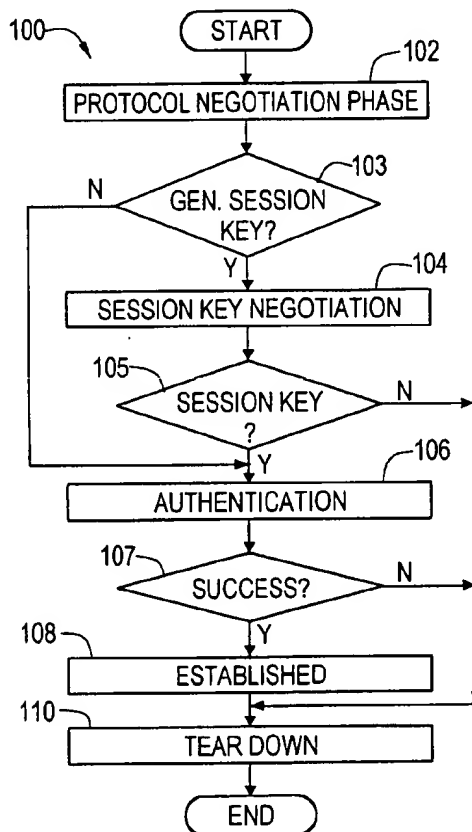 100
START
102
PROTOCOL NEGOTIATION PHASE
103
N
GEN. SESSION
KEY?
Y
104
SESSION KEY NEGOTIATION
105
SESSION KEY
?
N
Y
106
AUTHENTICATION
107
SUCCESS?
N
Y
108
ESTABLISHED
110
TEAR DOWN
END